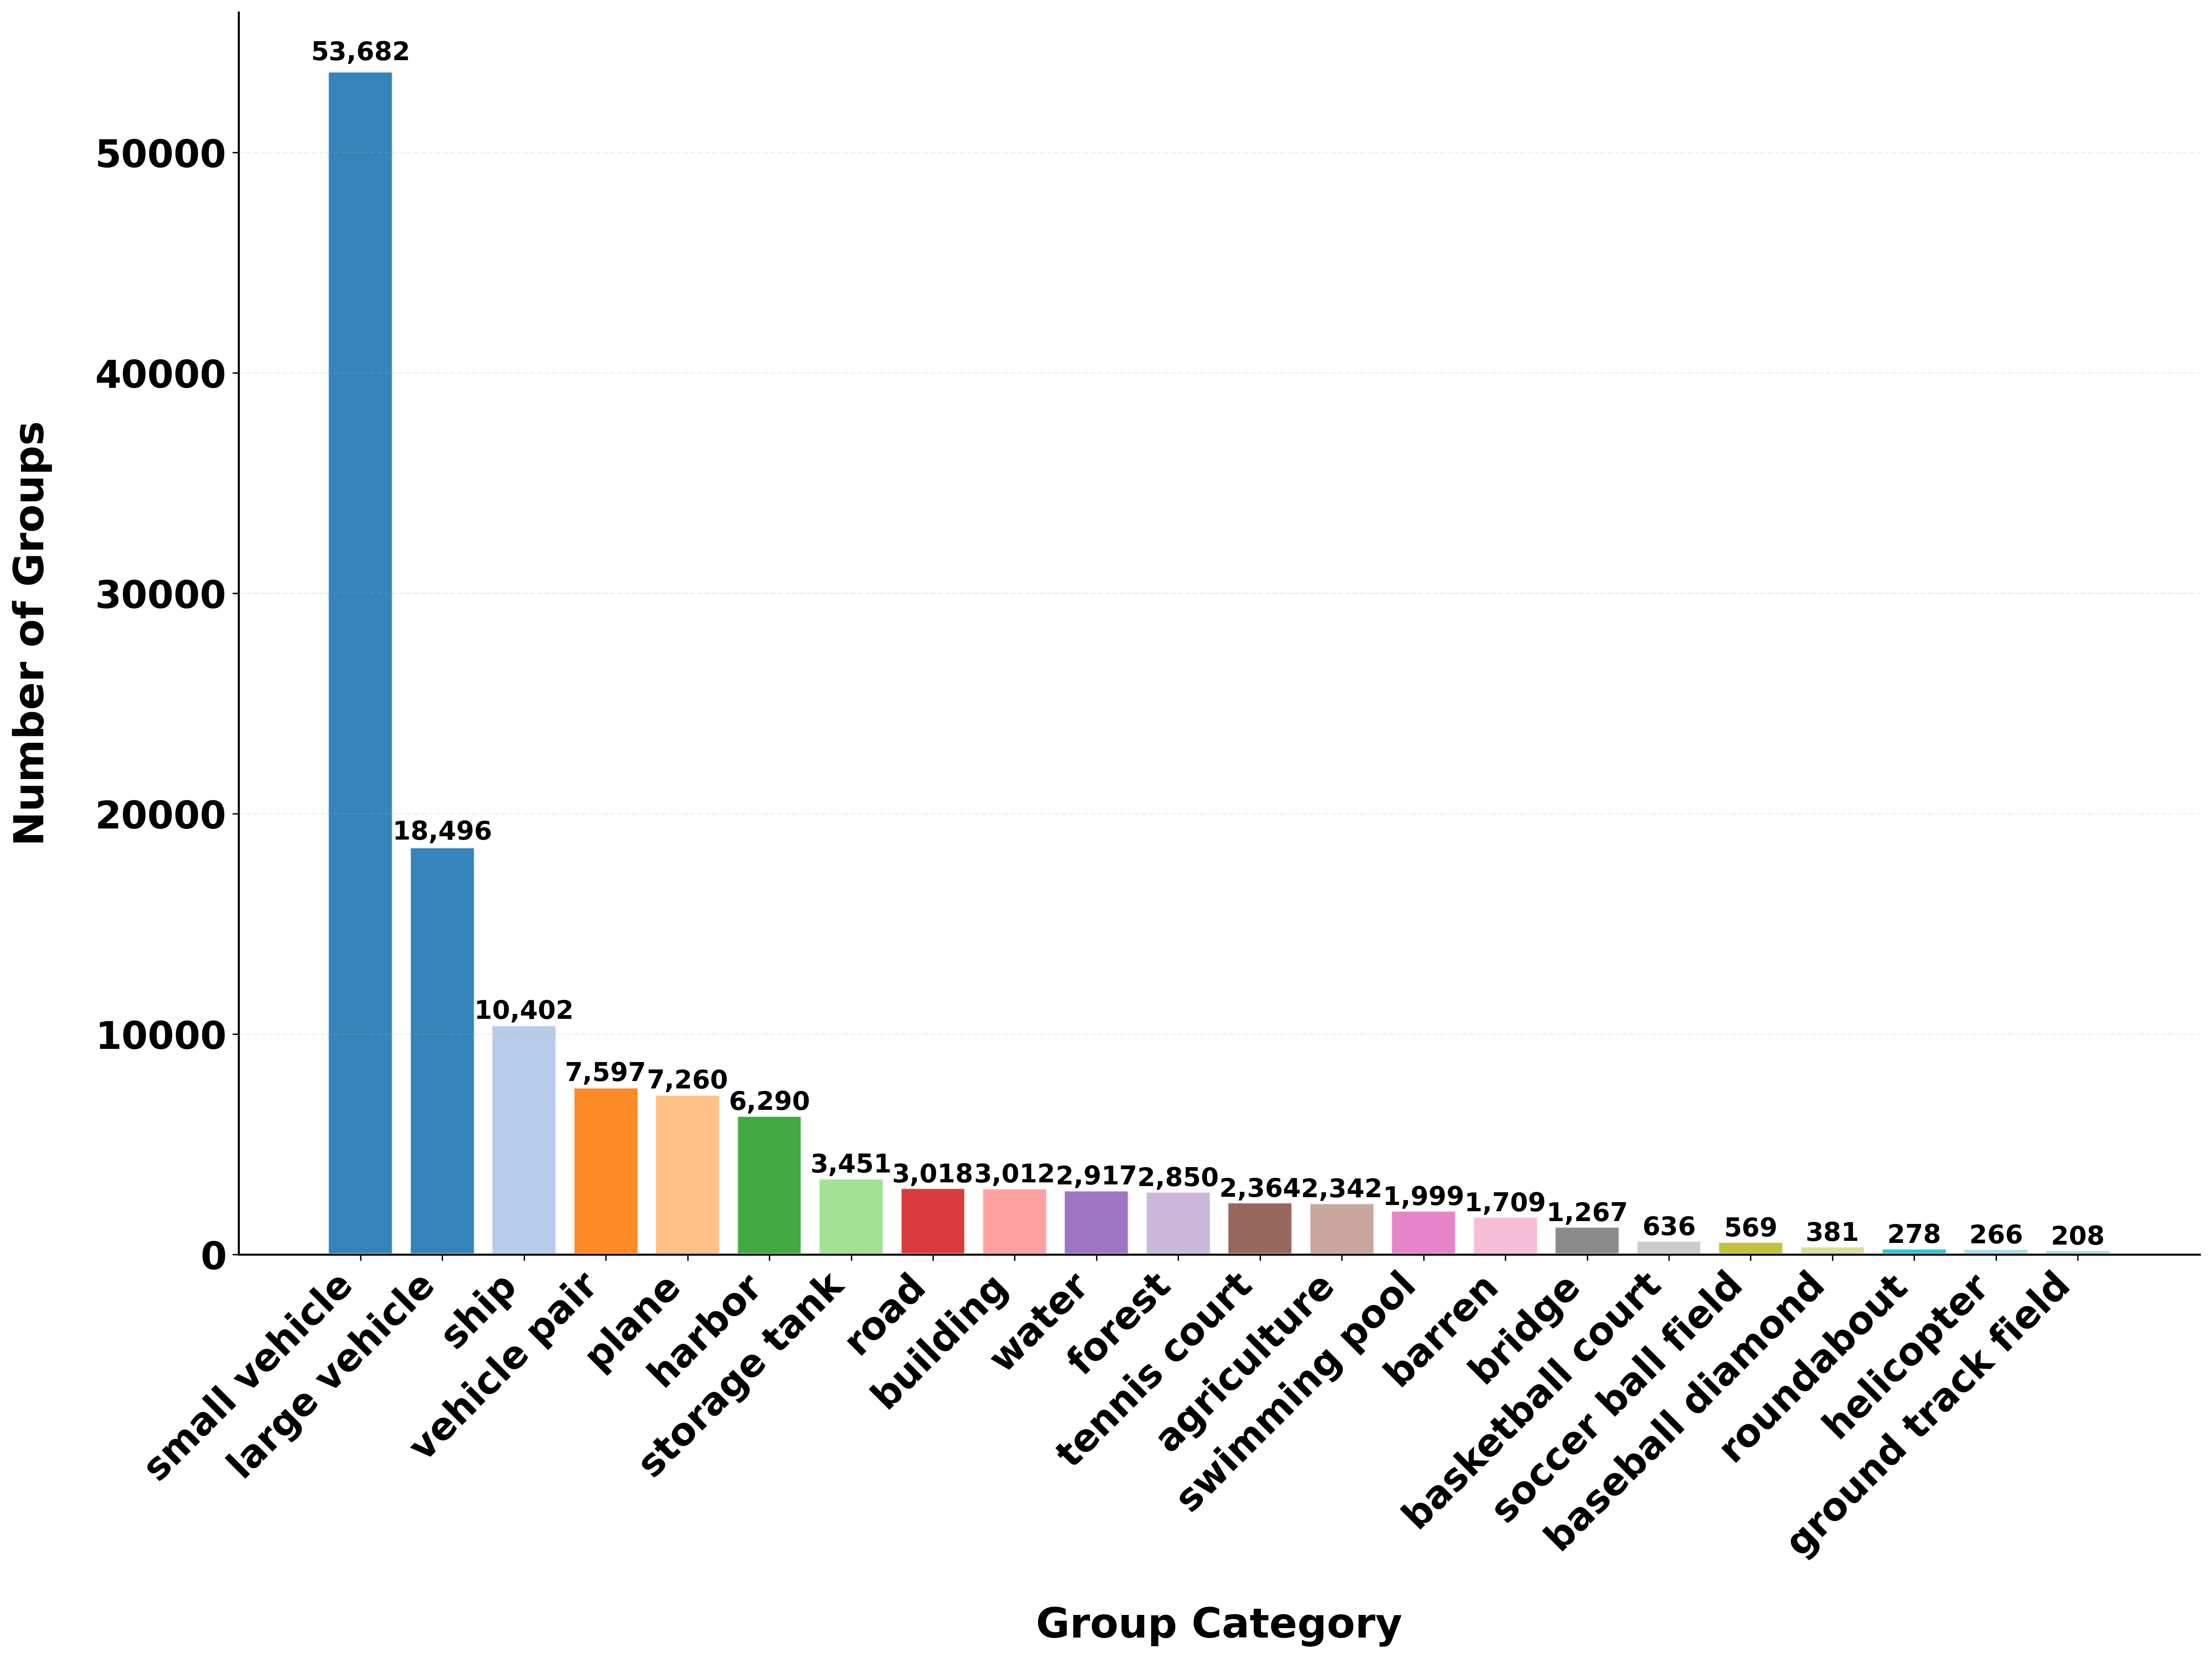 Number of Groups
50000
40000
30000
20000
10000
0
53,682
18,496
10,402
7,597
7,260
6,290
3,451
3,018
3,012
2,917
2,850
2,364
2,342
1,999
1,709
1,267
636
569
381
278
266
208
small vehicle
large vehicle
ship
vehicle pair
plane
harbor
storage tank
road
building
water
forest
tennis court
agriculture
swimming pool
barren
bridge
basketball court
soccer ball field
baseball diamond
roundabout
helicopter
ground track field
Group Category